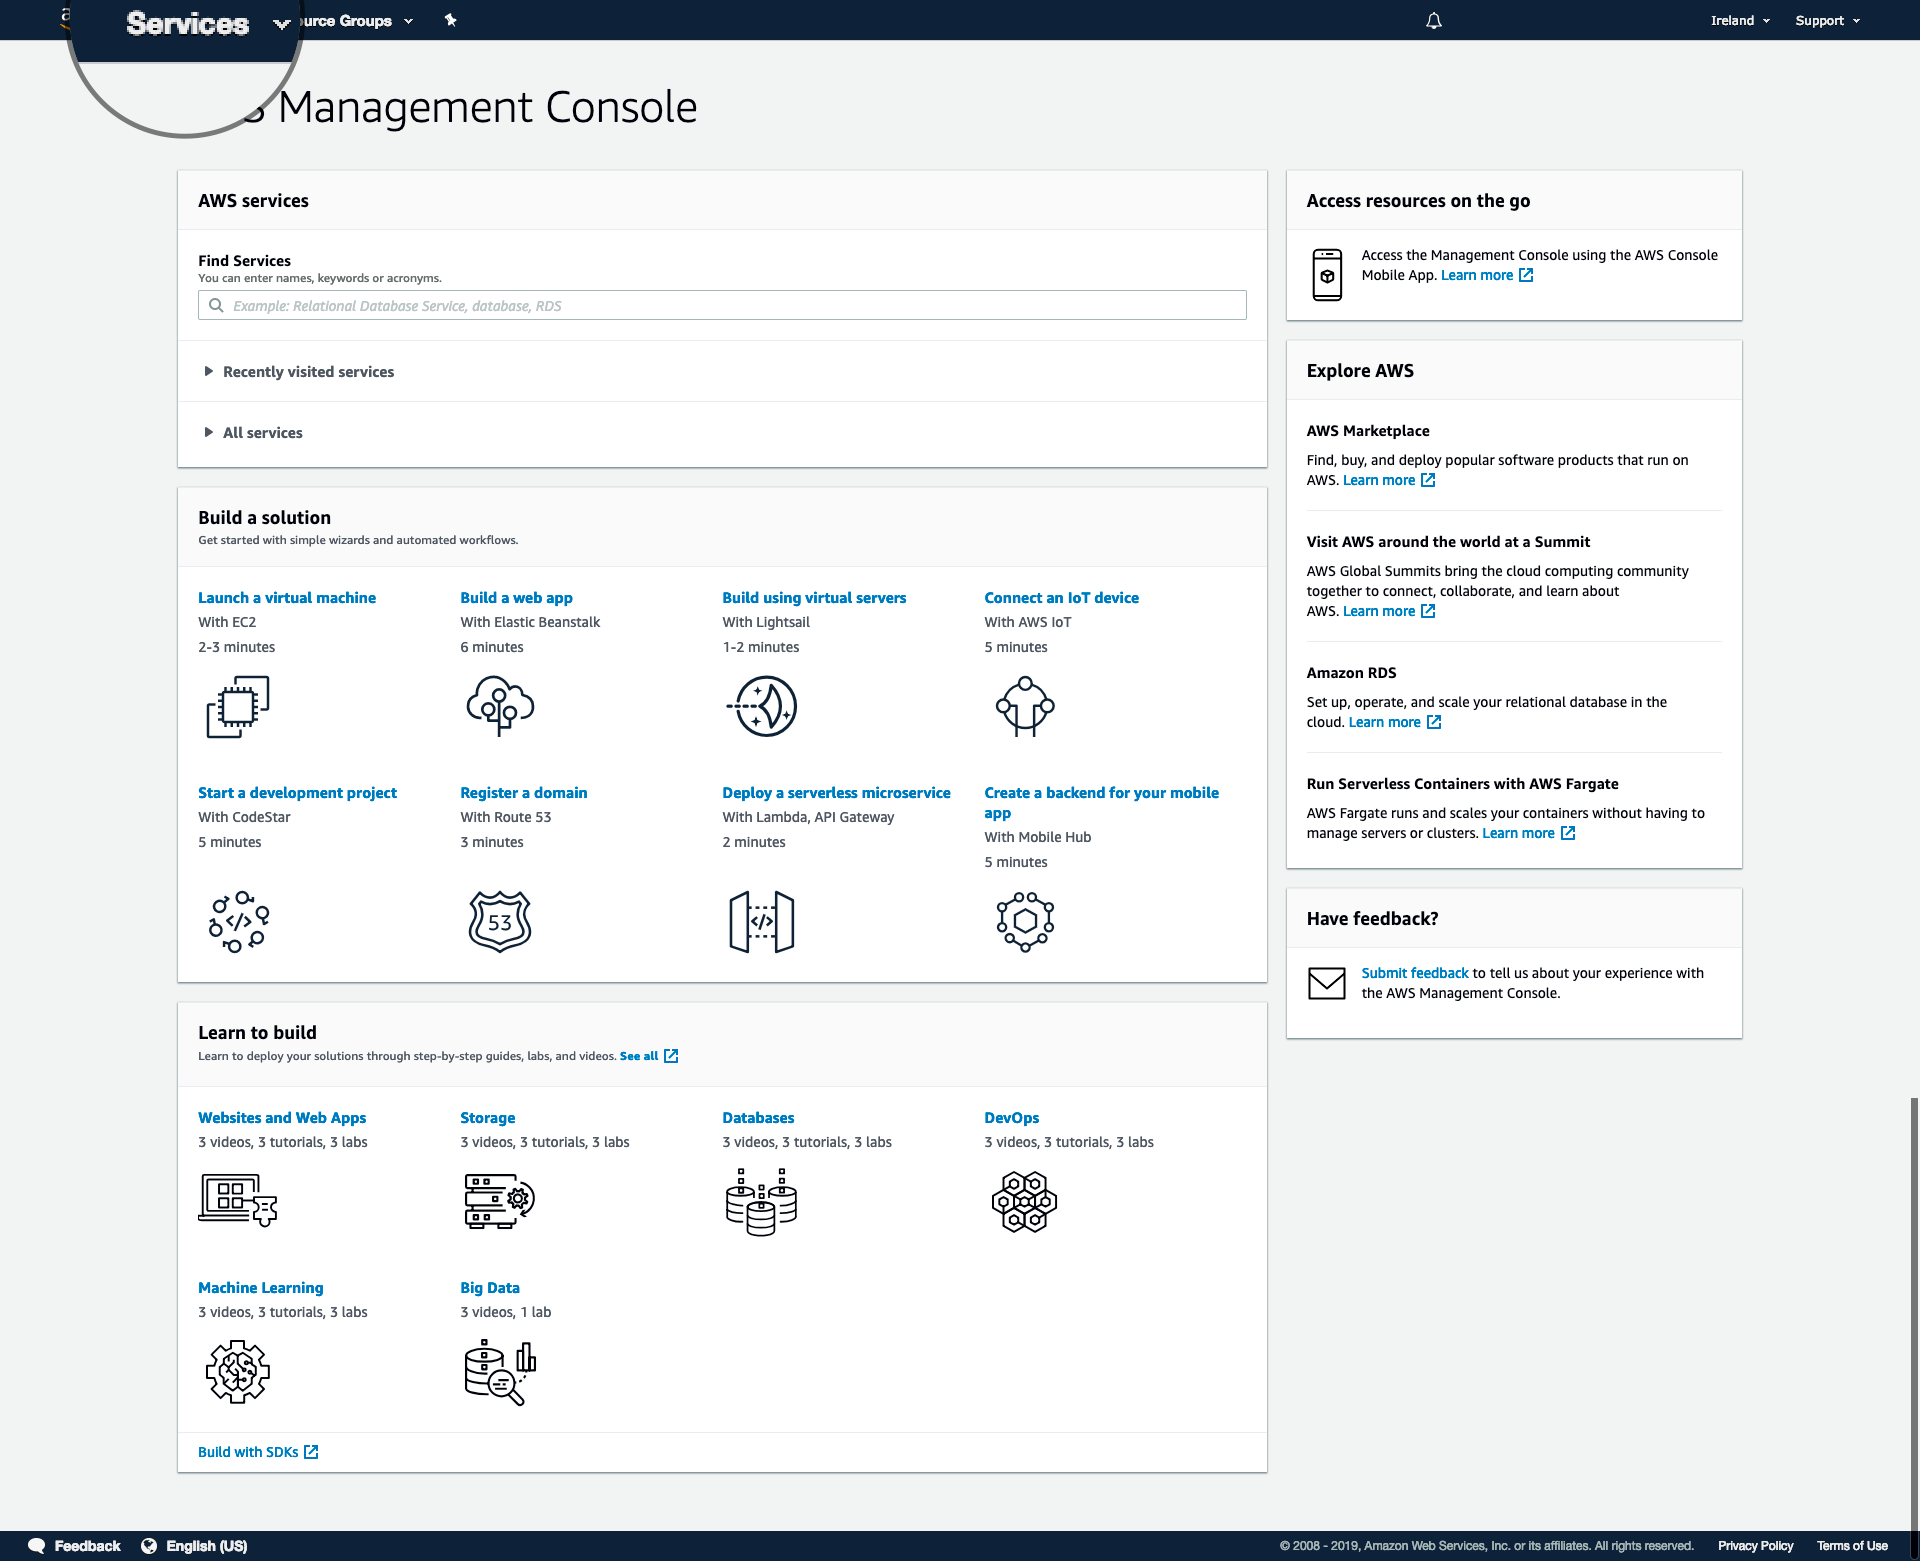 Services
ource Groups
Ireland
Support
S Management Console
AWS services
Find Services
You can enter names, keywords or acronyms.
Example: Relational Database Service, database, RDS
Recently visited services
All services
Build a solution
Get started with simple wizards and automated workflows.
Launch a virtual machine
With EC2
2-3 minutes
Build a web app
With Elastic Beanstalk
6 minutes
Build using virtual servers
With Lightsail
1-2 minutes
Connect an IoT device
With AWS IoT
5 minutes
Start a development project
With CodeStar
5 minutes
Register a domain
With Route 53
3 minutes
53
Deploy a serverless microservice
With Lambda, API Gateway
2 minutes
</>
Create a backend for your mobile
app
With Mobile Hub
5 minutes
Learn to build
Learn to deploy your solutions through step-by-step guides, labs, and videos. See all
Websites and Web Apps
3 videos, 3 tutorials, 3 labs
Storage
3 videos, 3 tutorials, 3 labs
Databases
3 videos, 3 tutorials, 3 labs
DevOps
3 videos, 3 tutorials, 3 labs
Machine Learning
3 videos, 3 tutorials, 3 labs
Big Data
3 videos, 1 lab
Build with SDKs
Access resources on the go
Access the Management Console using the AWS Console
Mobile App. Learn more
Explore AWS
AWS Marketplace
Find, buy, and deploy popular software products that run on
AWS. Learn more
Visit AWS around the world at a Summit
AWS Global Summits bring the cloud computing community
together to connect, collaborate, and learn about
AWS. Learn more
Amazon RDS
Set up, operate, and scale your relational database in the
cloud. Learn more
Run Serverless Containers with AWS Fargate
AWS Fargate runs and scales your containers without having to
manage servers or clusters. Learn more
Have feedback?
Submit feedback to tell us about your experience with
the AWS Management Console.
Feedback
English (US)
© 2008 - 2019, Amazon Web Services, Inc. or its affiliates. All rights reserved.
Privacy Policy
Terms of Use